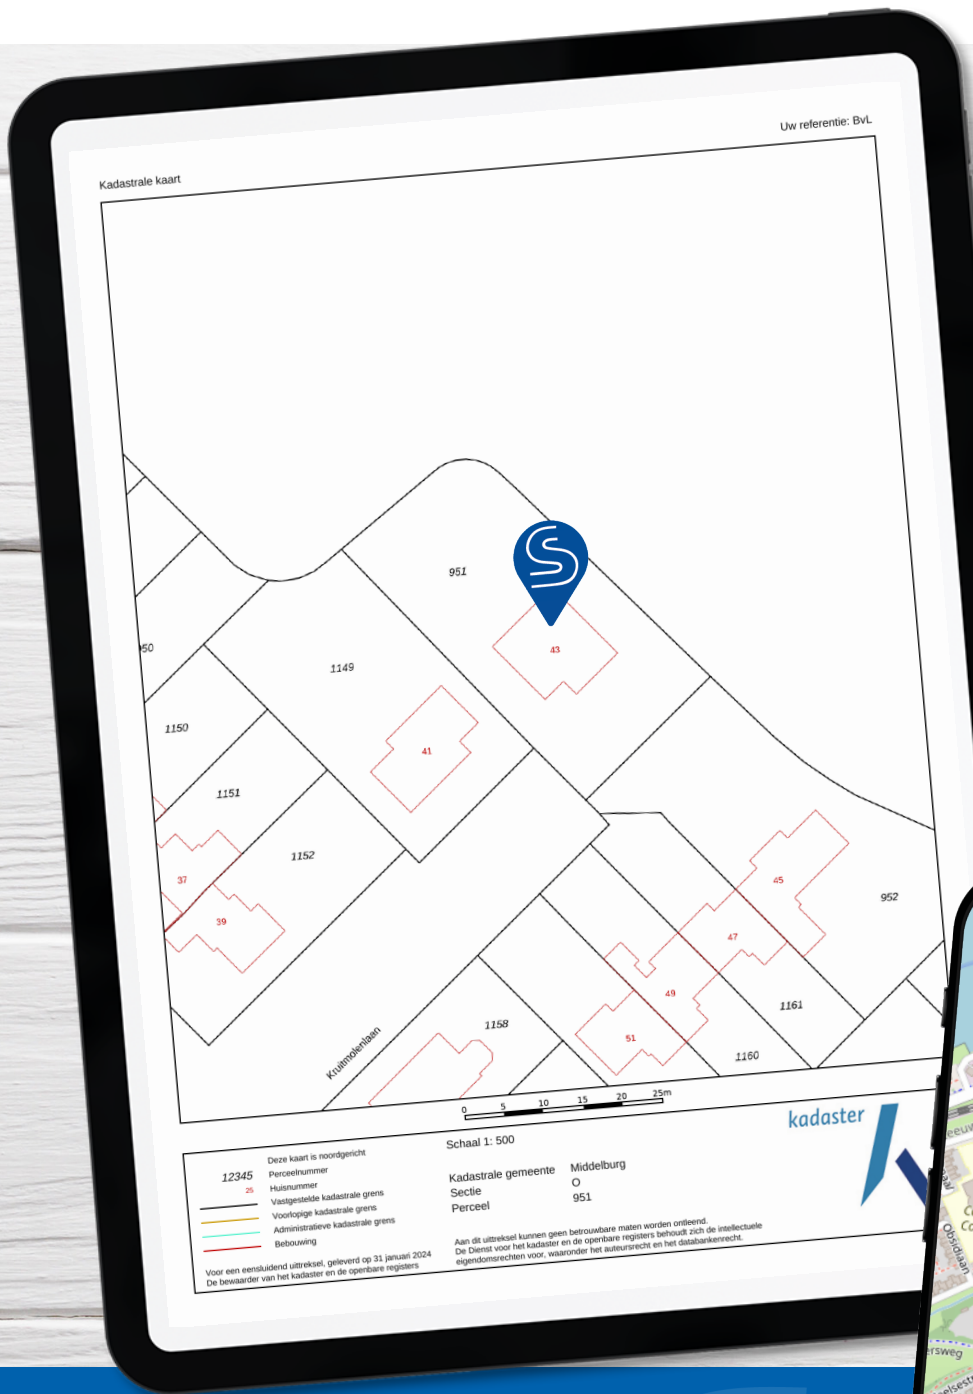 Uw referentie: BvL
Kadastrale kaart
951
50
43
1149
1150
41
1151
1152
37
39
45
952
47
49
1161
51
1158
1160
Kruitmolenlaan
0 5 10 15 20 25m
Schaal 1: 500
kadaster
Deze kaart is noordgericht
12345 Perceelnummer
25 Huisnummer
Vastgestelde kadastrale grens
Voorlopige kadastrale grens
Administratieve kadastrale grens
Bebouwing
Voor een eensluidend uittreksel, geleverd op 31 januari 2024
De bewaarder van het kadaster en de openbare registers
Kadastrale gemeente Middelburg
Sectie O
Perceel 951
Aan dit uittreksel kunnen geen betrouwbare maten worden ontleend.
De Dienst voor het kadaster en de openbare registers behoudt zich de intellectuele
eigendomsrechten voor, waaronder het auteursrecht en het databankenrecht.
Obsidiaan
ersweg